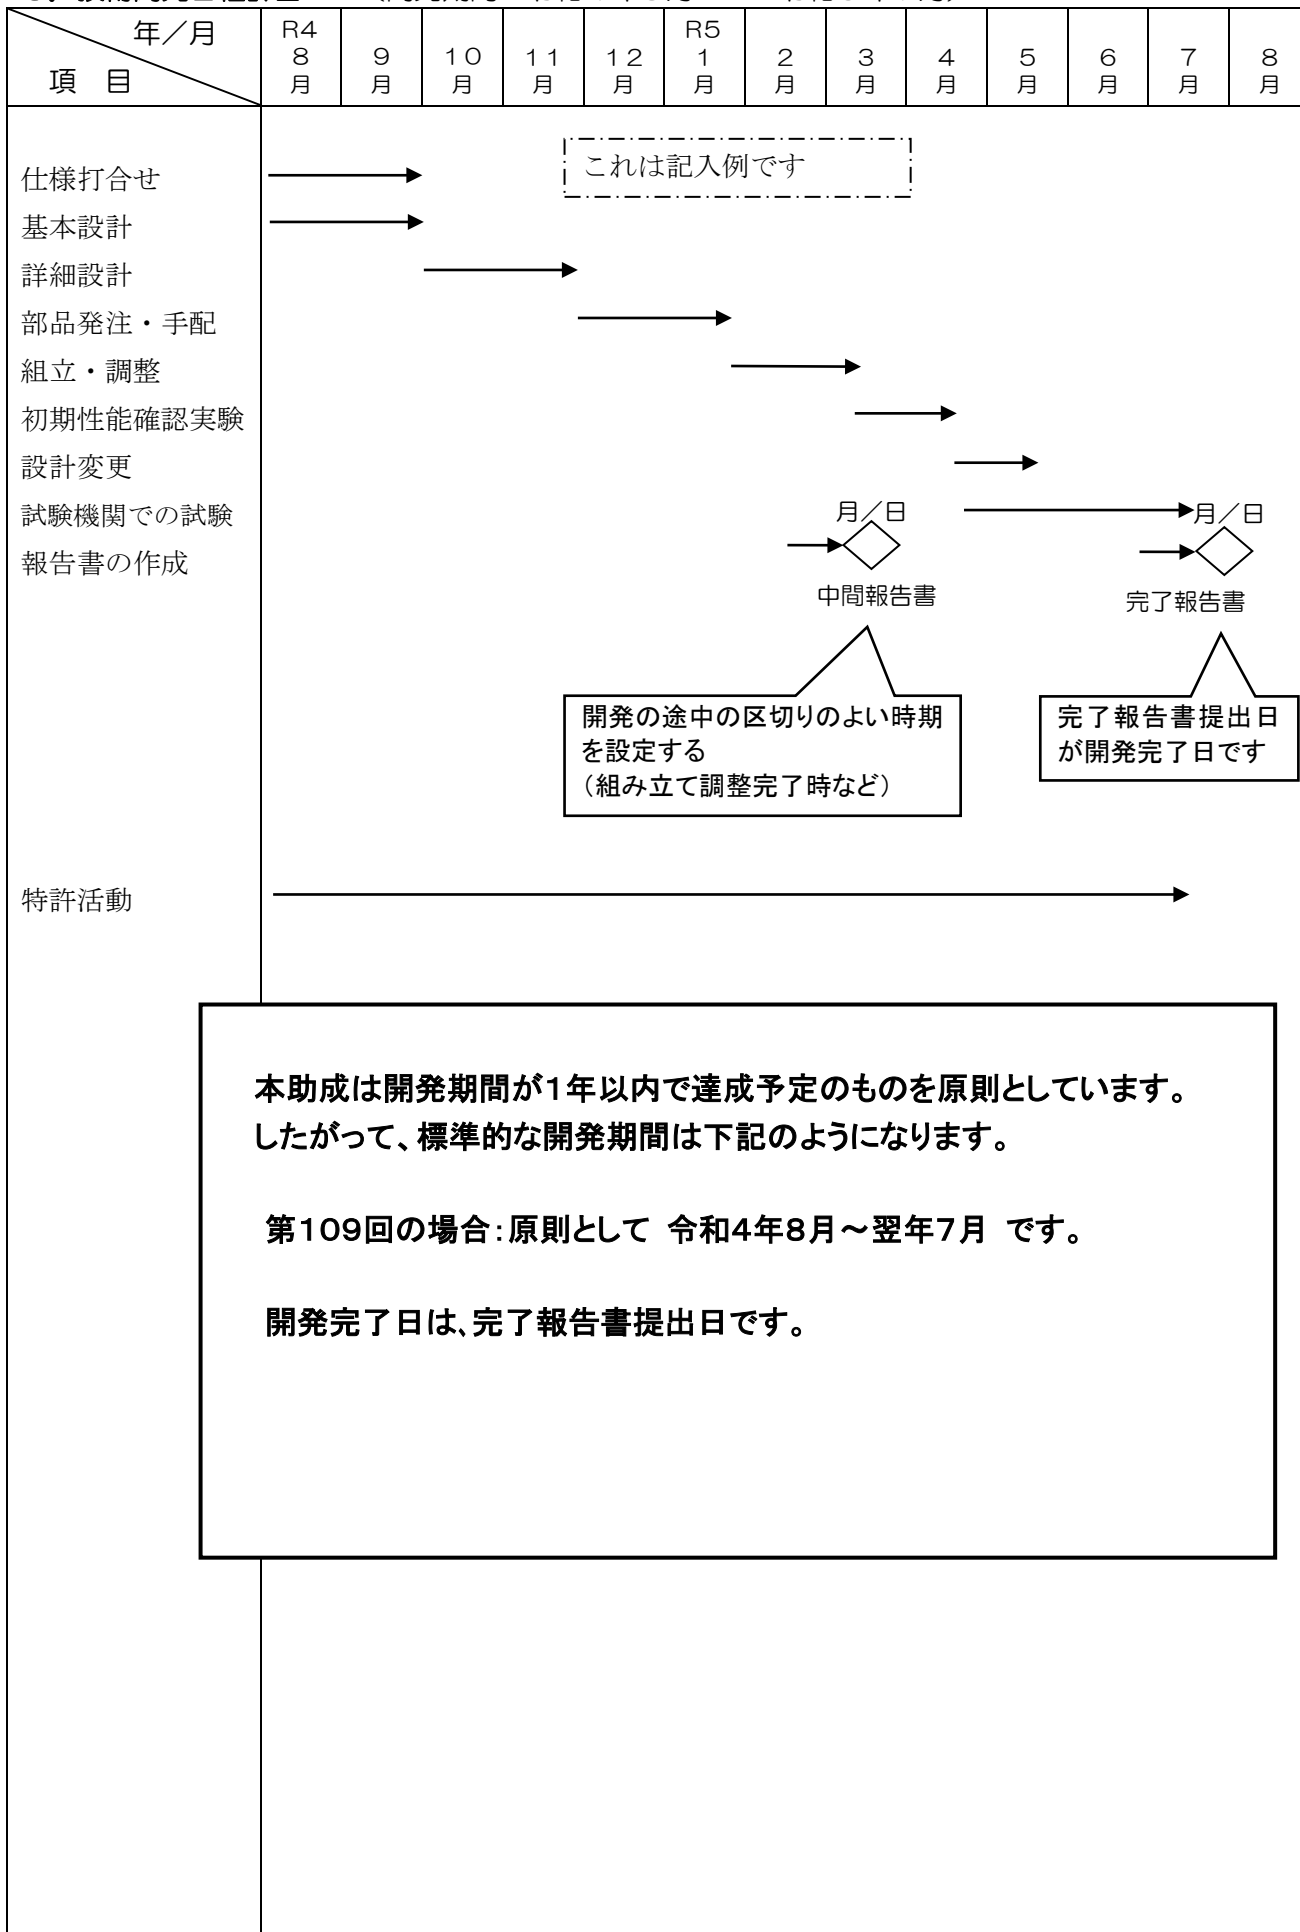 年／月
項　目
R4
8
月
9
月
10
月
11
月
12
月
R5
1
月
2
月
3
月
4
月
5
月
6
月
7
月
8
月
これは記入例です
仕様打合せ
基本設計
詳細設計
部品発注・手配
組立・調整
初期性能確認実験
設計変更
試験機関での試験
月／日
月／日
報告書の作成
中間報告書
完了報告書
開発の途中の区切りのよい時期
を設定する
（組み立て調整完了時など）
完了報告書提出日
が開発完了日です
特許活動
本助成は開発期間が１年以内で達成予定のものを原則としています。
したがって、標準的な開発期間は下記のようになります。
第１０９回の場合：原則として　令和４年８月～翌年７月　です。
開発完了日は、完了報告書提出日です。